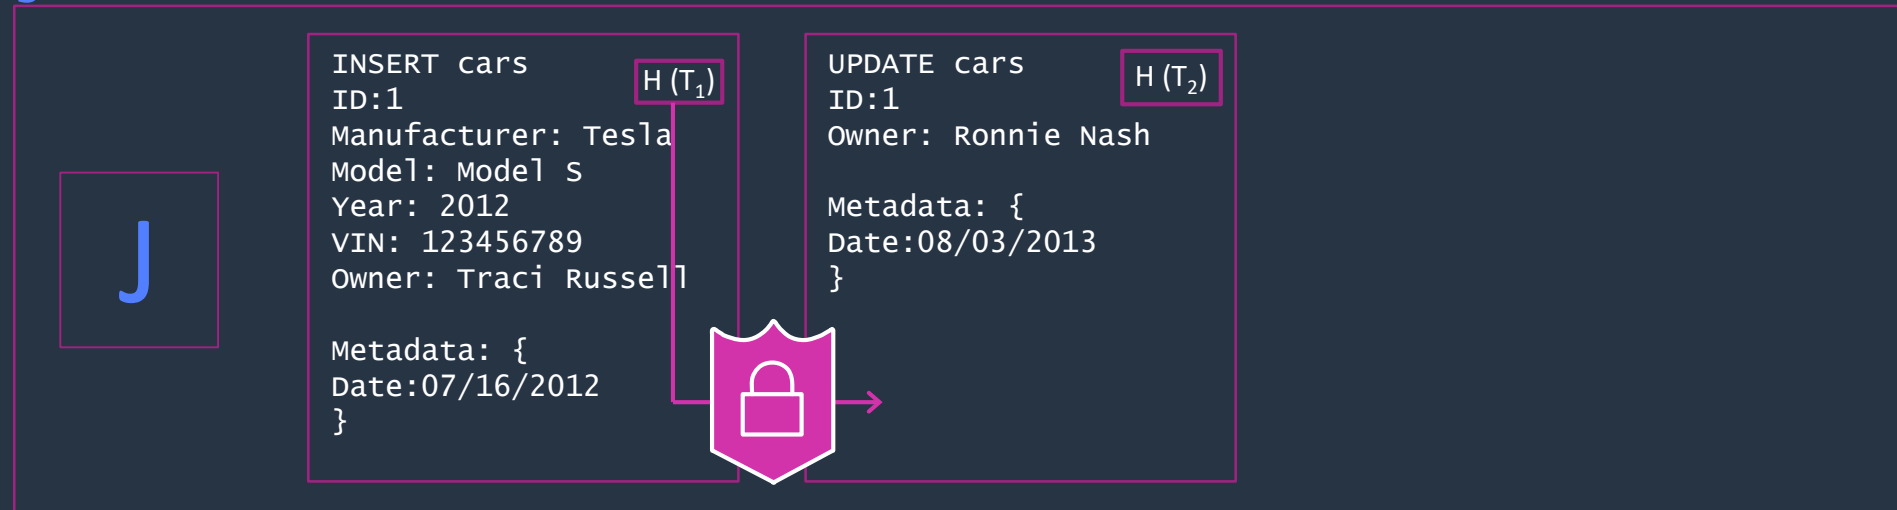 J
INSERT cars
H (T₁)
ID:1
Manufacturer: Tesla
Model: Model S
Year: 2012
VIN: 123456789
Owner: Traci Russell
Metadata: {
Date:07/16/2012
}
UPDATE cars
H (T₂)
ID:1
Owner: Ronnie Nash
Metadata: {
Date:08/03/2013
}